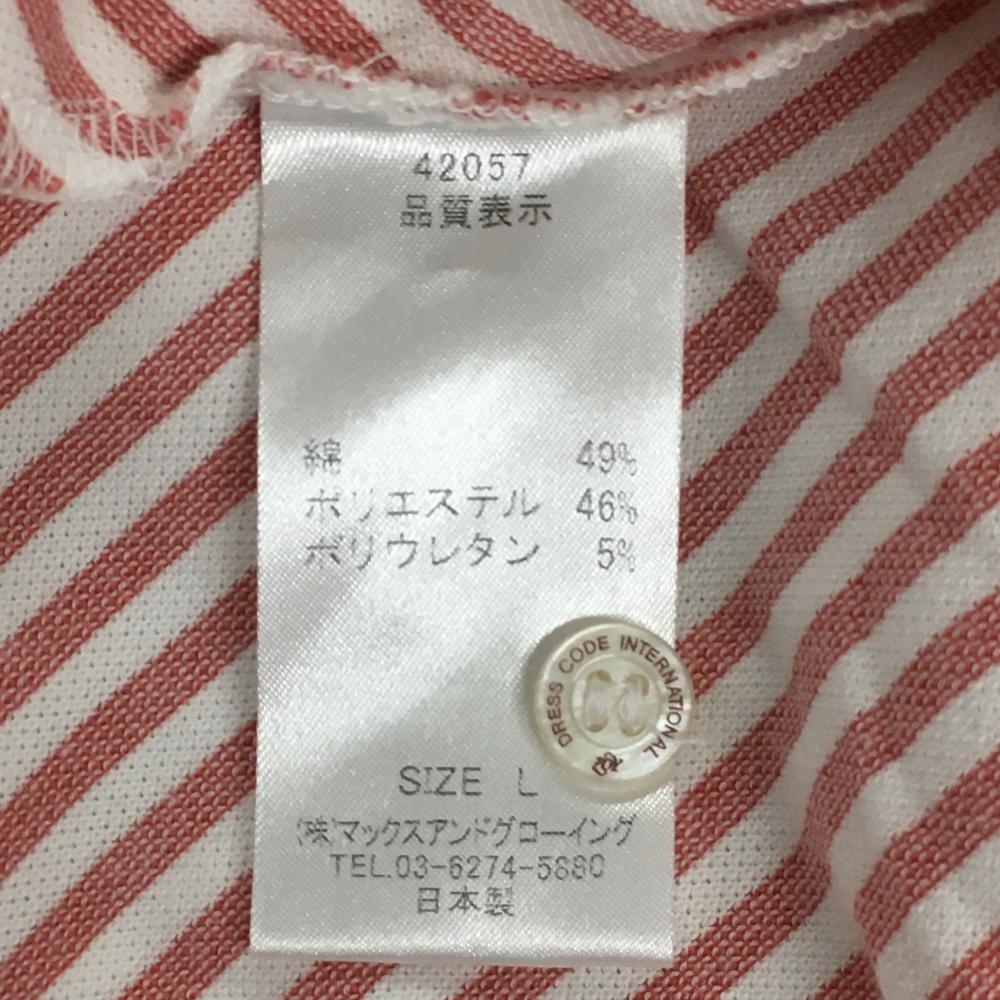 42057
品質表示
綿 49%
ポリエステル 46%
ポリウレタン 5%
DRESS CODE INTERNATIONAL
SIZE L
(株)マックスアンドグローイング
TEL.03-6274-5880
日本製